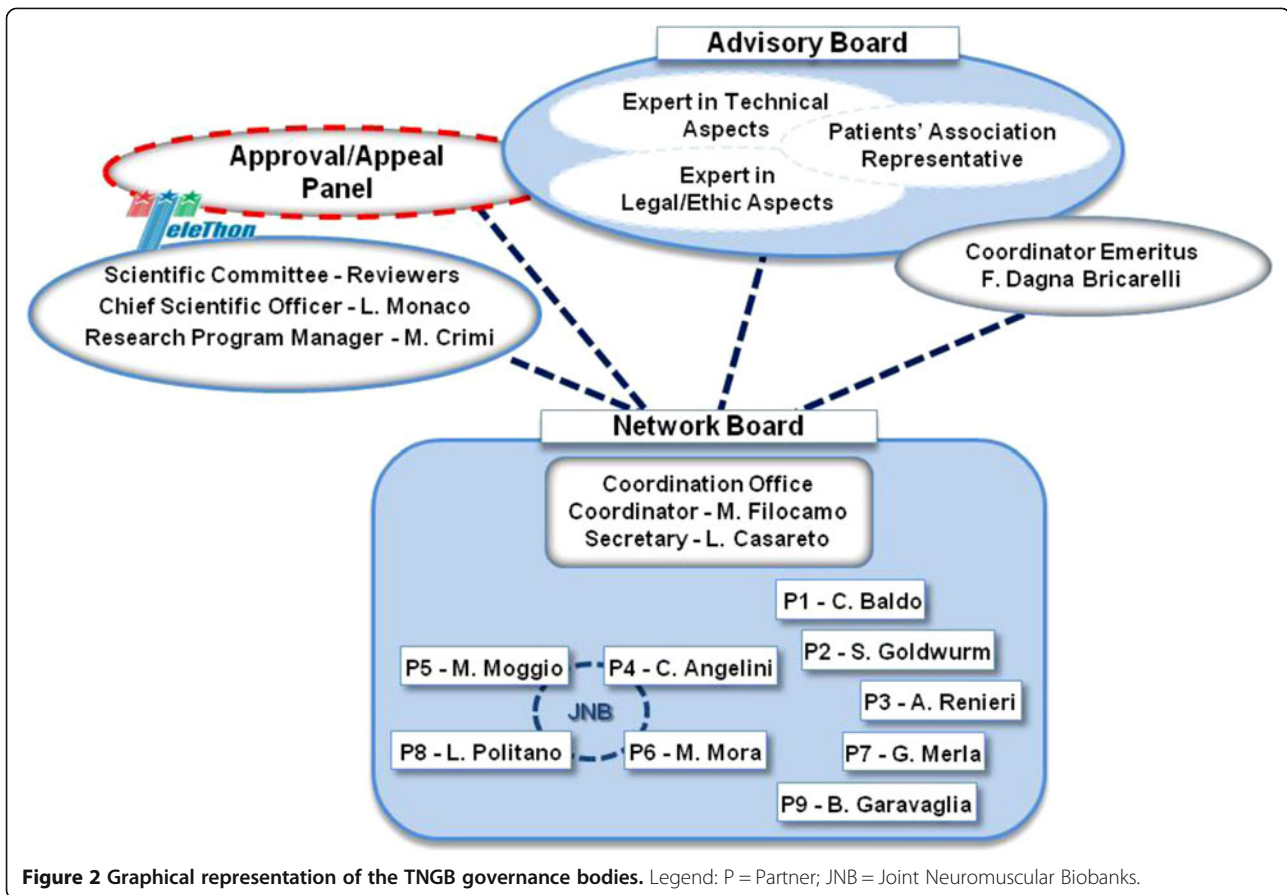 Advisory Board
Expert in Technical
Aspects
Patients' Association
Representative
Expert in
Legal/Ethic Aspects
Approval/Appeal
Panel
TeleThon
Scientific Committee - Reviewers
Chief Scientific Officer - L. Monaco
Research Program Manager - M. Crimi
Coordinator Emeritus
F. Dagna Bricarelli
Network Board
Coordination Office
Coordinator - M. Filocamo
Secretary - L. Casareto
P1 - C. Baldo
P2 - S. Goldwurm
P5 - M. Moggio
P4 - C. Angelini
P3 - A. Renieri
JNB
P8 - L. Politano
P6 - M. Mora
P7 - G. Merla
P9 - B. Garavaglia
Figure 2 Graphical representation of the TNGB governance bodies. Legend: P = Partner; JNB = Joint Neuromuscular Biobanks.